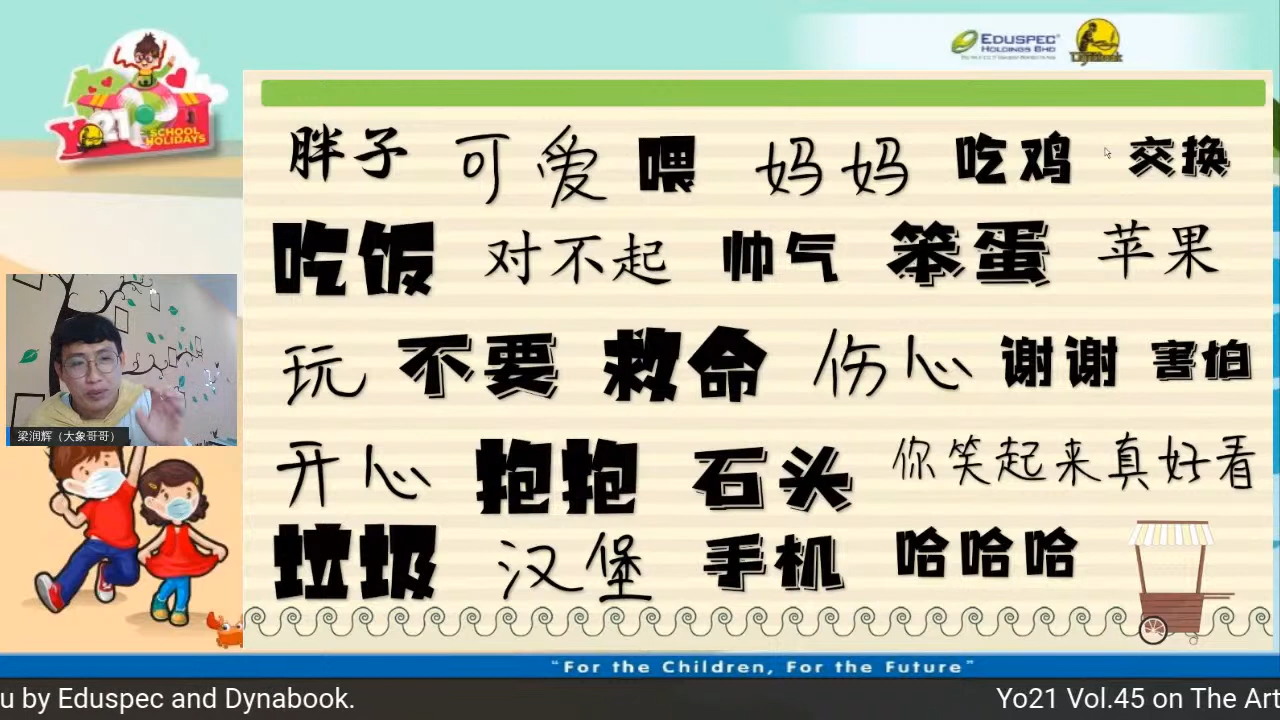 EDUSPEC
HOLDINGS BHD
Dynabook
Yo21 SCHOOL HOLIDAYS
胖子 可爱 喂 妈妈 吃鸡 交换
吃饭 对不起 帅气 笨蛋 苹果
玩 不要 救命 伤心 谢谢 害怕
开心 抱抱 石头 你笑起来真好看
垃圾 汉堡 手机 哈哈哈
梁润辉（大象哥哥）
“For the Children, For the Future”
u by Eduspec and Dynabook. Yo21 Vol.45 on The Art